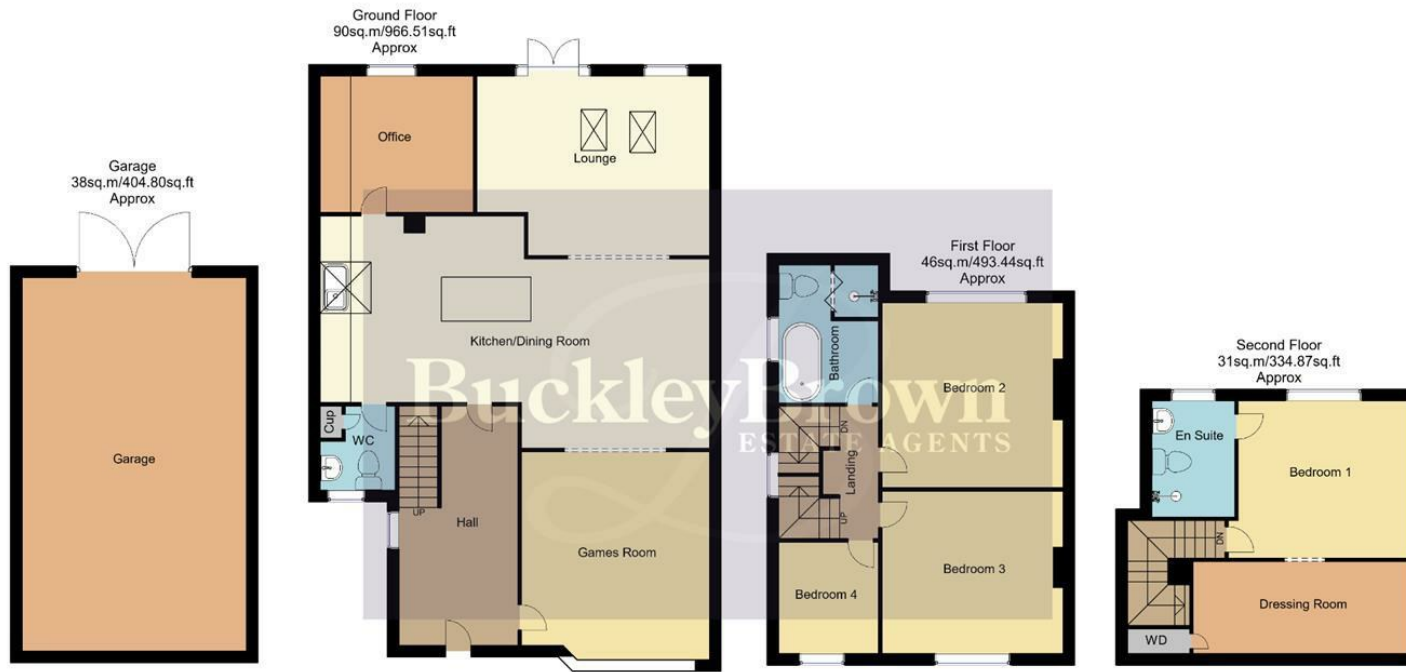 Garage
38sq.m/404.80sq.ft
Approx
Garage
Ground Floor
90sq.m/966.51sq.ft
Approx
Office
Lounge
Kitchen/Dining Room
Cup
WC
UP
Hall
Games Room
First Floor
46sq.m/493.44sq.ft
Approx
Bathroom
Bedroom 2
DN
Landing
UP
Bedroom 3
Bedroom 4
Second Floor
31sq.m/334.87sq.ft
Approx
En Suite
Bedroom 1
DN
Dressing Room
WD
BuckleyBrown
ESTATE AGENTS